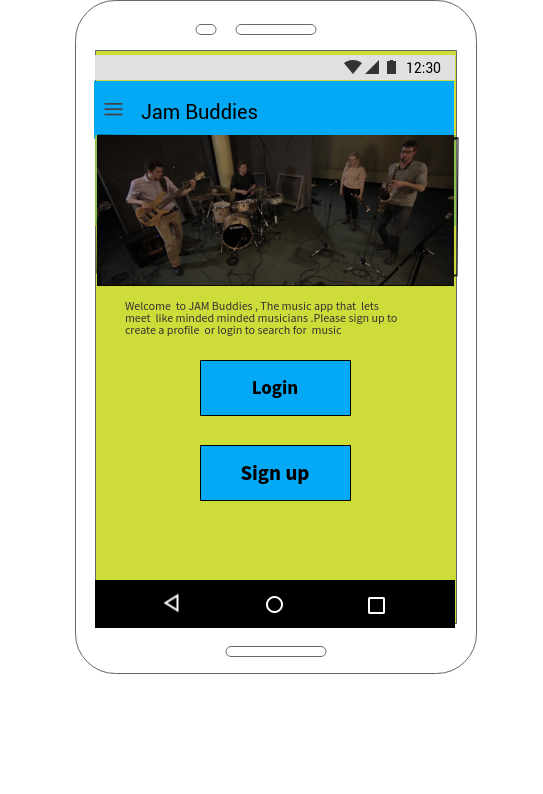 12:30
Jam Buddies
Welcome to JAM Buddies , The music app that lets
meet like minded minded musicians .Please sign up to
create a profile or login to search for music
Login
Sign up